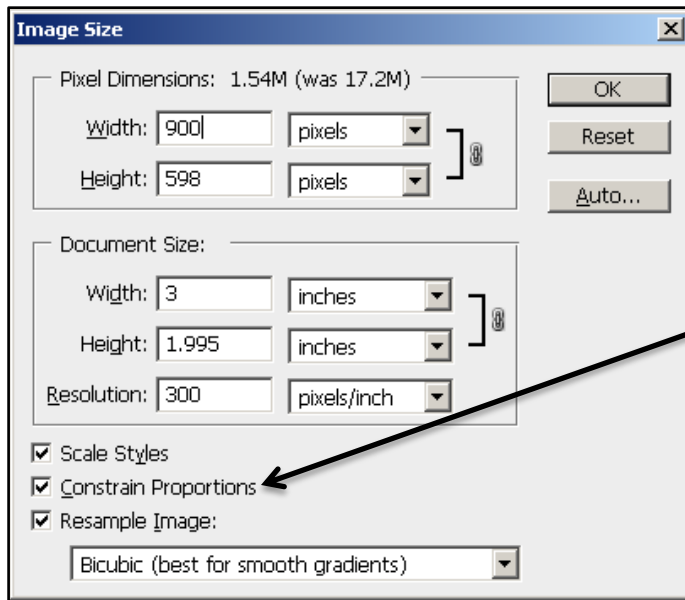 Image Size
Pixel Dimensions: 1.54M (was 17.2M)
OK
Width: 900 pixels
Reset
Height: 598 pixels
Auto...
Document Size:
Width: 3 inches
Height: 1.995 inches
Resolution: 300 pixels/inch
Scale Styles
Constrain Proportions
Resample Image:
Bicubic (best for smooth gradients)